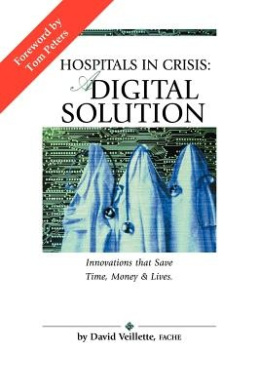 Foreword by
Tom Peters
HOSPITALS IN CRISIS:
A DIGITAL
SOLUTION
Innovations that Save
Time, Money & Lives.
by David Veillette, FACHE